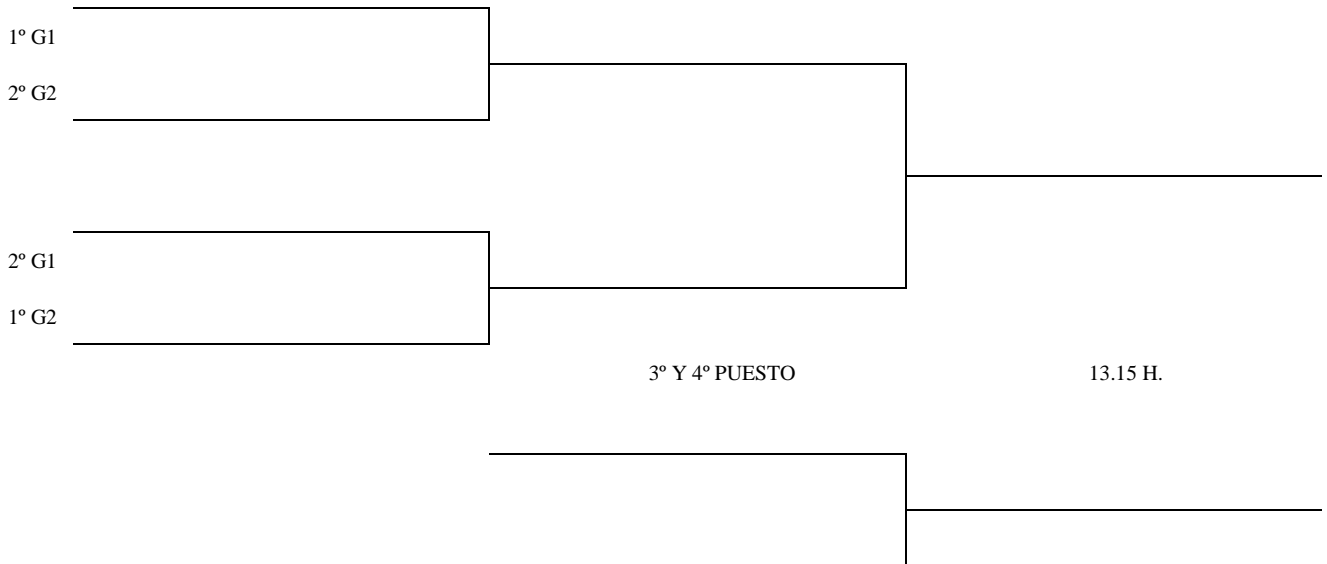 1º G1
2º G2
2º G1
1º G2
3º Y 4º PUESTO 13.15 H.